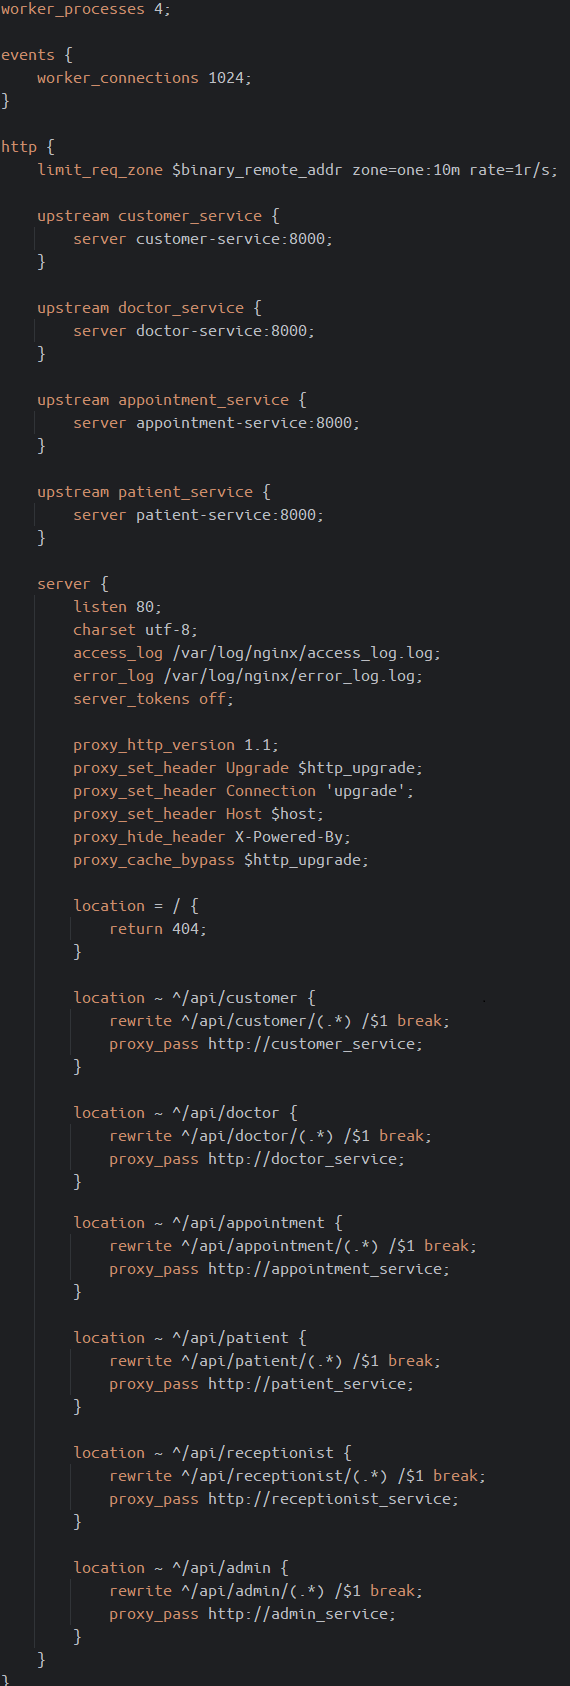 worker_processes 4;
events {
worker_connections 1024;
}
http {
limit_req_zone $binary_remote_addr zone=one:10m rate=1r/s;
upstream customer_service {
server customer-service:8000;
}
upstream doctor_service {
server doctor-service:8000;
}
upstream appointment_service {
server appointment-service:8000;
}
upstream patient_service {
server patient-service:8000;
}
server {
listen 80;
charset utf-8;
access_log /var/log/nginx/access_log.log;
error_log /var/log/nginx/error_log.log;
server_tokens off;
proxy_http_version 1.1;
proxy_set_header Upgrade $http_upgrade;
proxy_set_header Connection 'upgrade';
proxy_set_header Host $host;
proxy_hide_header X-Powered-By;
proxy_cache_bypass $http_upgrade;
location = / {
return 404;
}
location ~ ^/api/customer {
rewrite ^/api/customer/(.*) /$1 break;
proxy_pass http://customer_service;
}
location ~ ^/api/doctor {
rewrite ^/api/doctor/(.*) /$1 break;
proxy_pass http://doctor_service;
}
location ~ ^/api/appointment {
rewrite ^/api/appointment/(.*) /$1 break;
proxy_pass http://appointment_service;
}
location ~ ^/api/patient {
rewrite ^/api/patient/(.*) /$1 break;
proxy_pass http://patient_service;
}
location ~ ^/api/receptionist {
rewrite ^/api/receptionist/(.*) /$1 break;
proxy_pass http://receptionist_service;
}
location ~ ^/api/admin {
rewrite ^/api/admin/(.*) /$1 break;
proxy_pass http://admin_service;
}
}
}